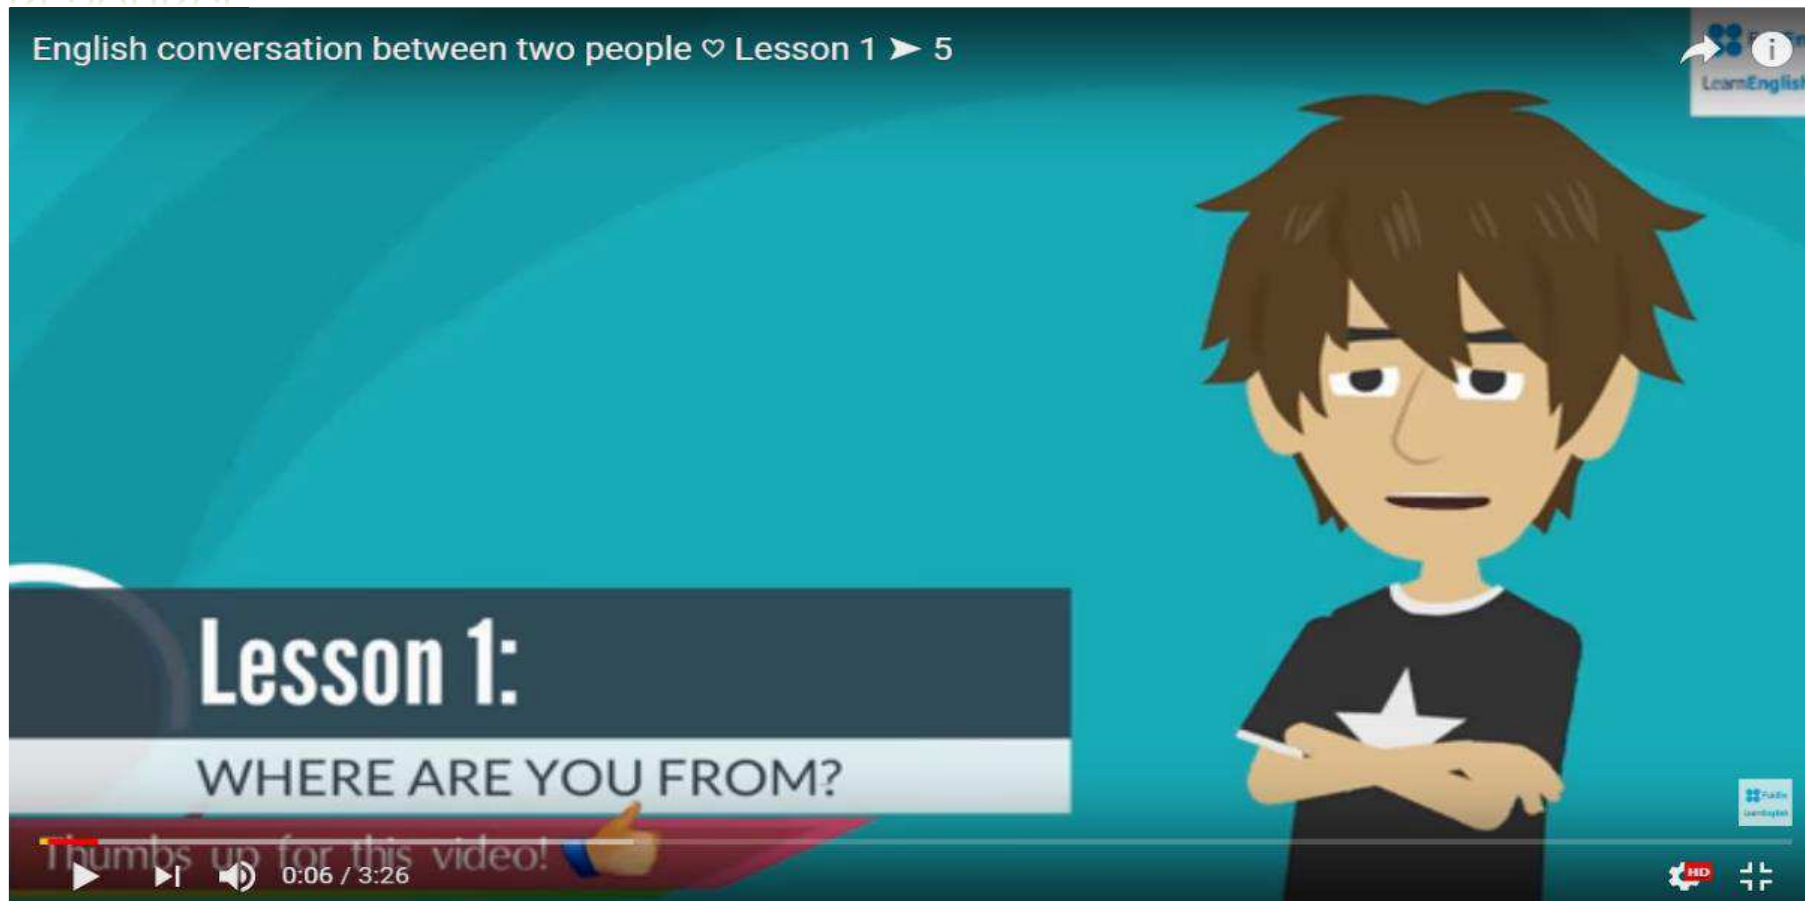 English conversation between two people ♡ Lesson 1 ➤ 5
LearnEnglish
Lesson 1:
WHERE ARE YOU FROM?
Thumbs up for this video!
0:06 / 3:26
HD